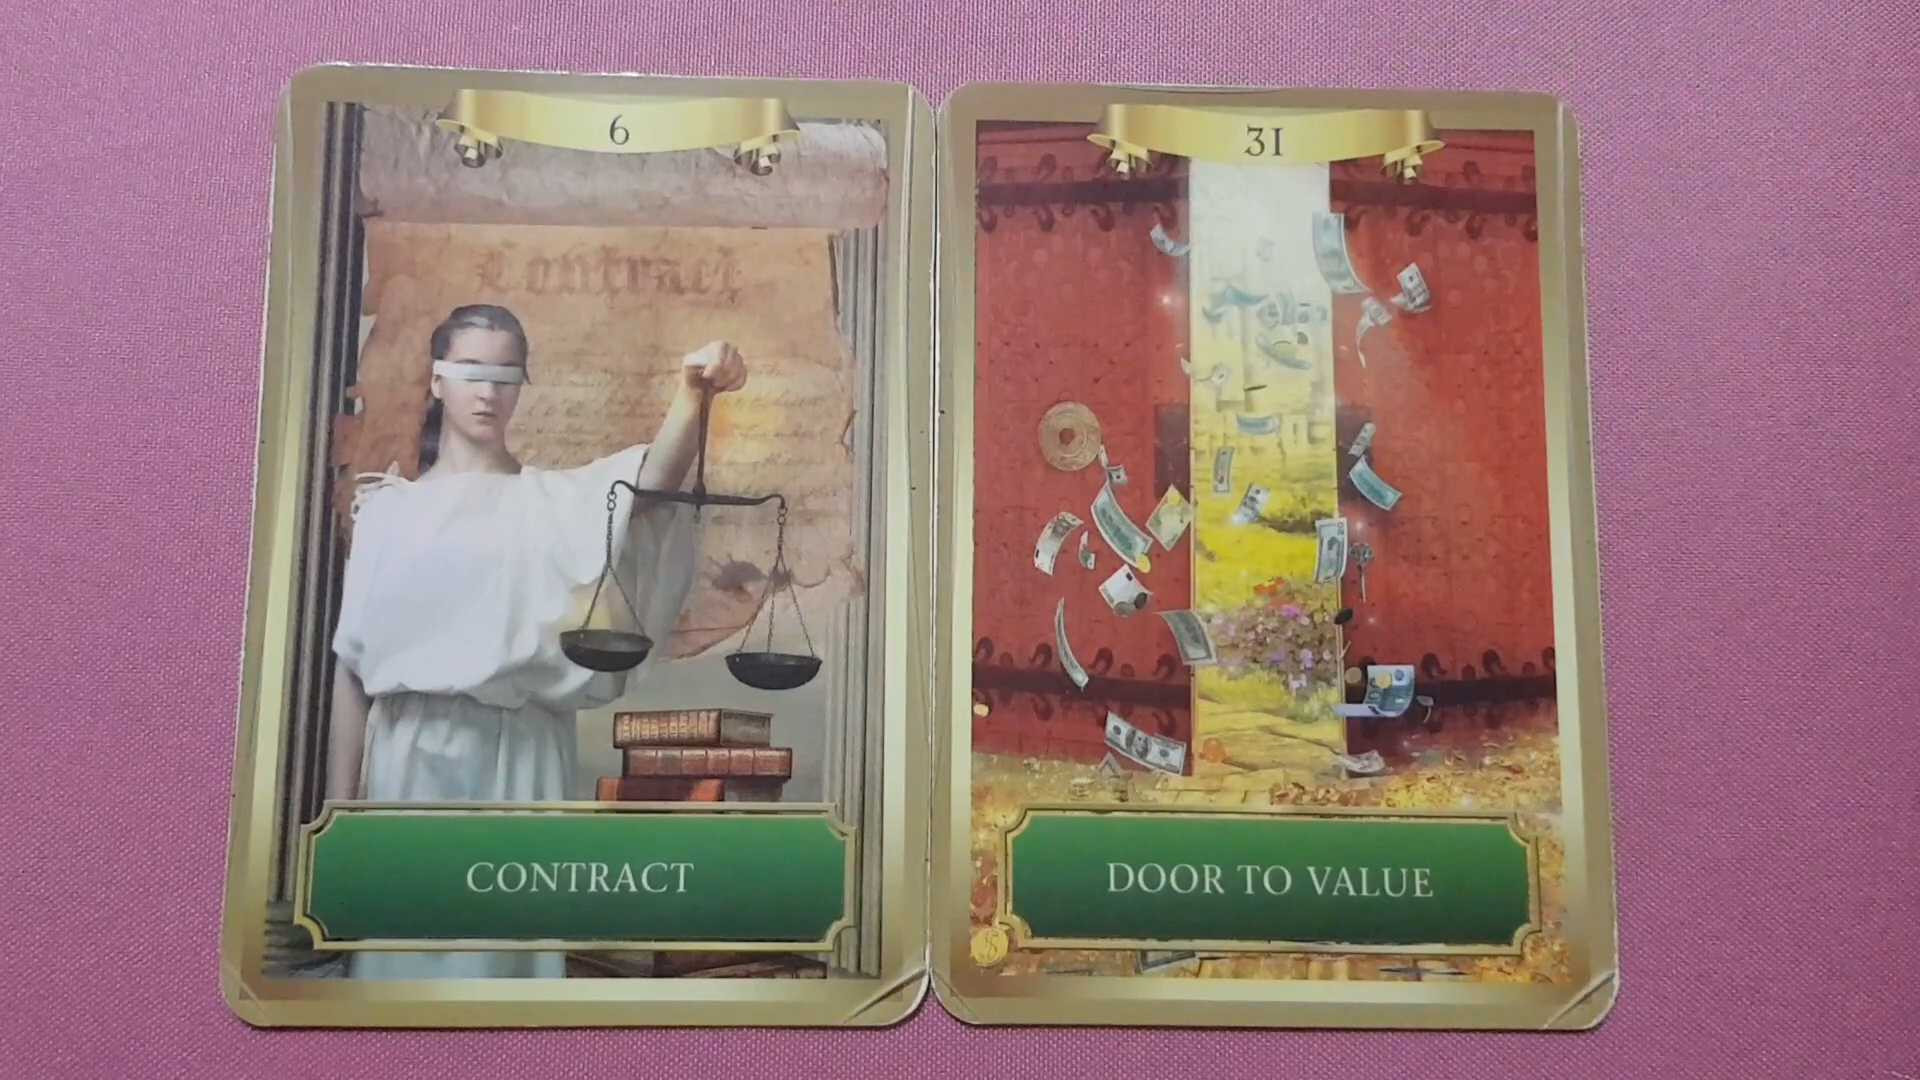 6
Contract
CONTRACT
31
DOOR TO VALUE